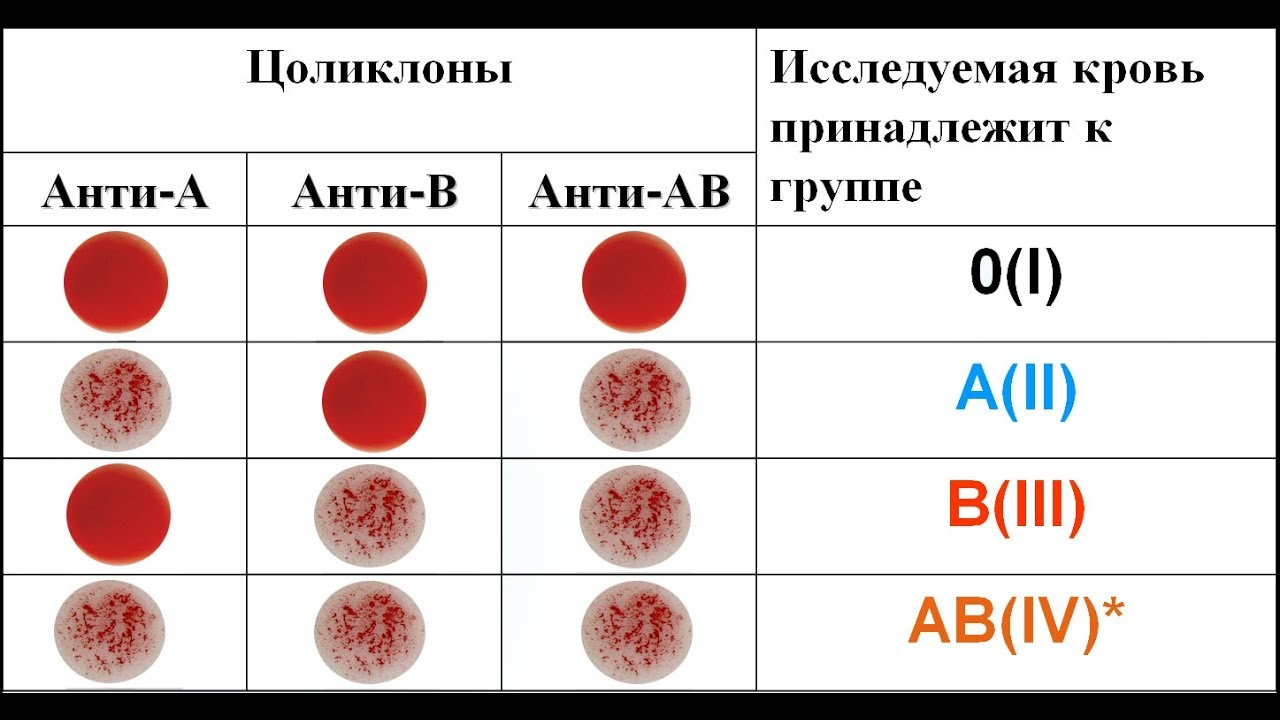 Цоликлоны
Исследуемая кровь
принадлежит к
группе
Анти-А
Анти-В
Анти-АВ
0(I)
A(II)
B(III)
AB(IV)*